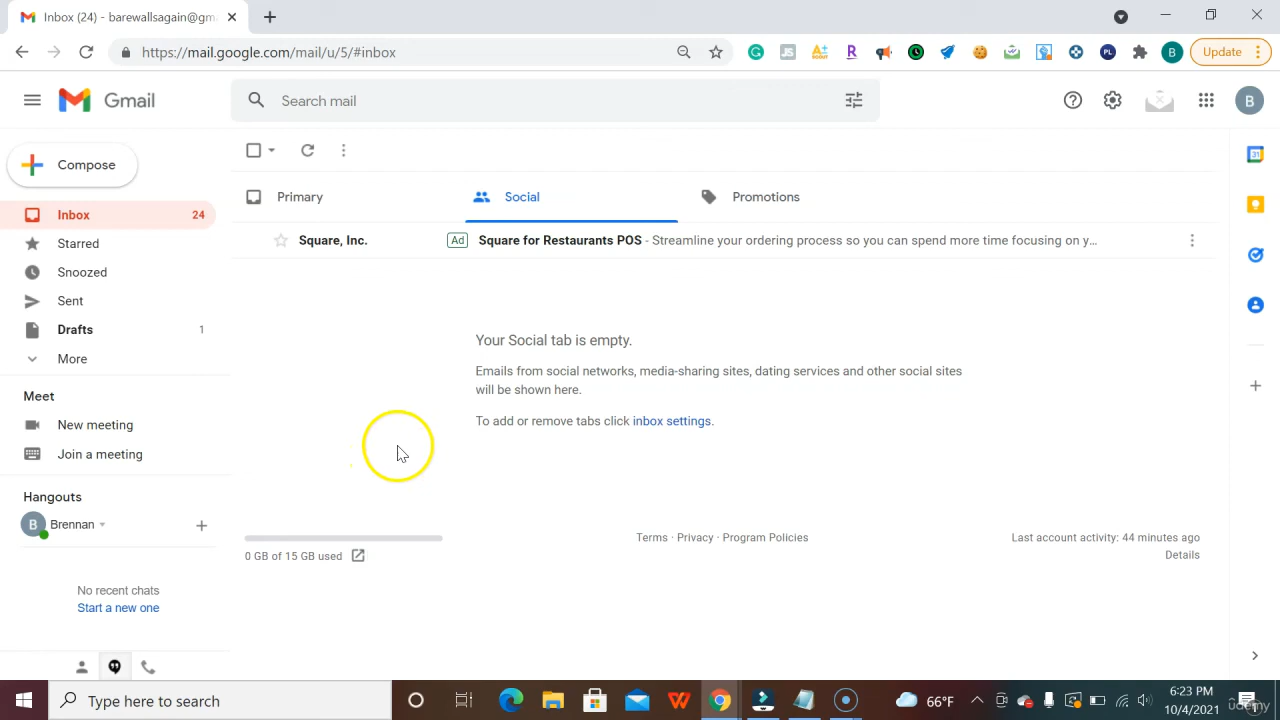 Inbox (24) - barewallsagain@gm
https://mail.google.com/mail/u/5/#inbox
Update
Gmail
Search mail
B
Compose
Primary
Social
Promotions
Inbox 24
Square, Inc. Ad Square for Restaurants POS - Streamline your ordering process so you can spend more time focusing on y…
Starred
Snoozed
Sent
Drafts 1
More
Your Social tab is empty.
Emails from social networks, media-sharing sites, dating services and other social sites
will be shown here.
To add or remove tabs click inbox settings.
Meet
New meeting
Join a meeting
Hangouts
B Brennan
Terms · Privacy · Program Policies
Last account activity: 44 minutes ago
0 GB of 15 GB used
Details
No recent chats
Start a new one
Type here to search
66°F
6:23 PM
10/4/2021
udemy